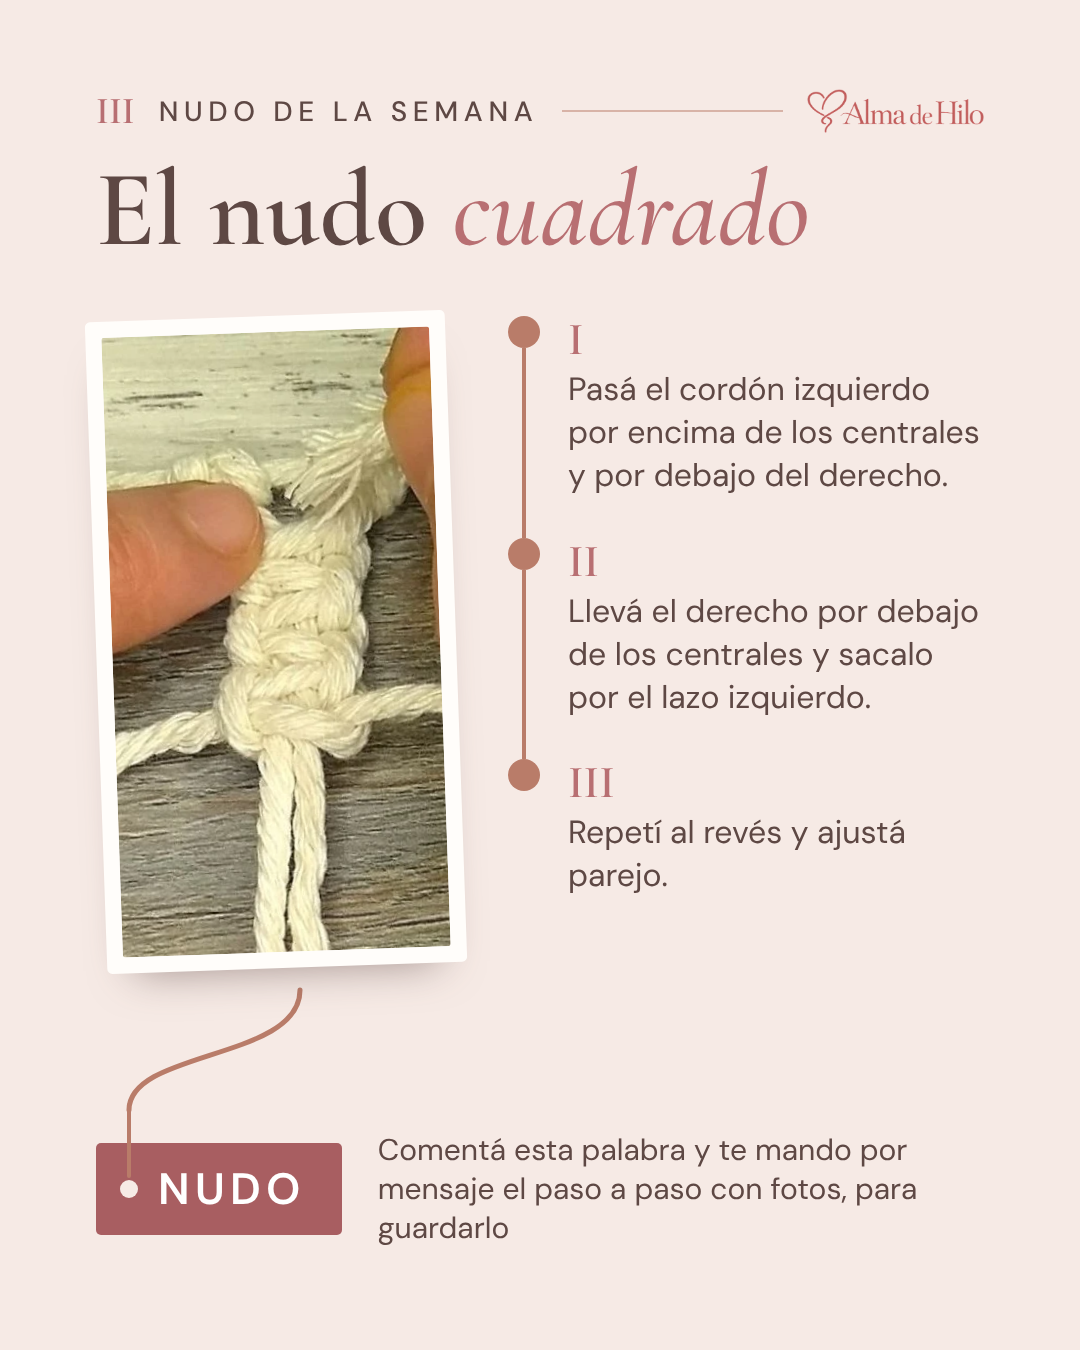 III NUDO DE LA SEMANA
Alma de Hilo
El nudo cuadrado
I
Pasá el cordón izquierdo
por encima de los centrales
y por debajo del derecho.
II
Llevá el derecho por debajo
de los centrales y sacalo
por el lazo izquierdo.
III
Repetí al revés y ajustá
parejo.
NUDO
Comentá esta palabra y te mando por
mensaje el paso a paso con fotos, para
guardarlo